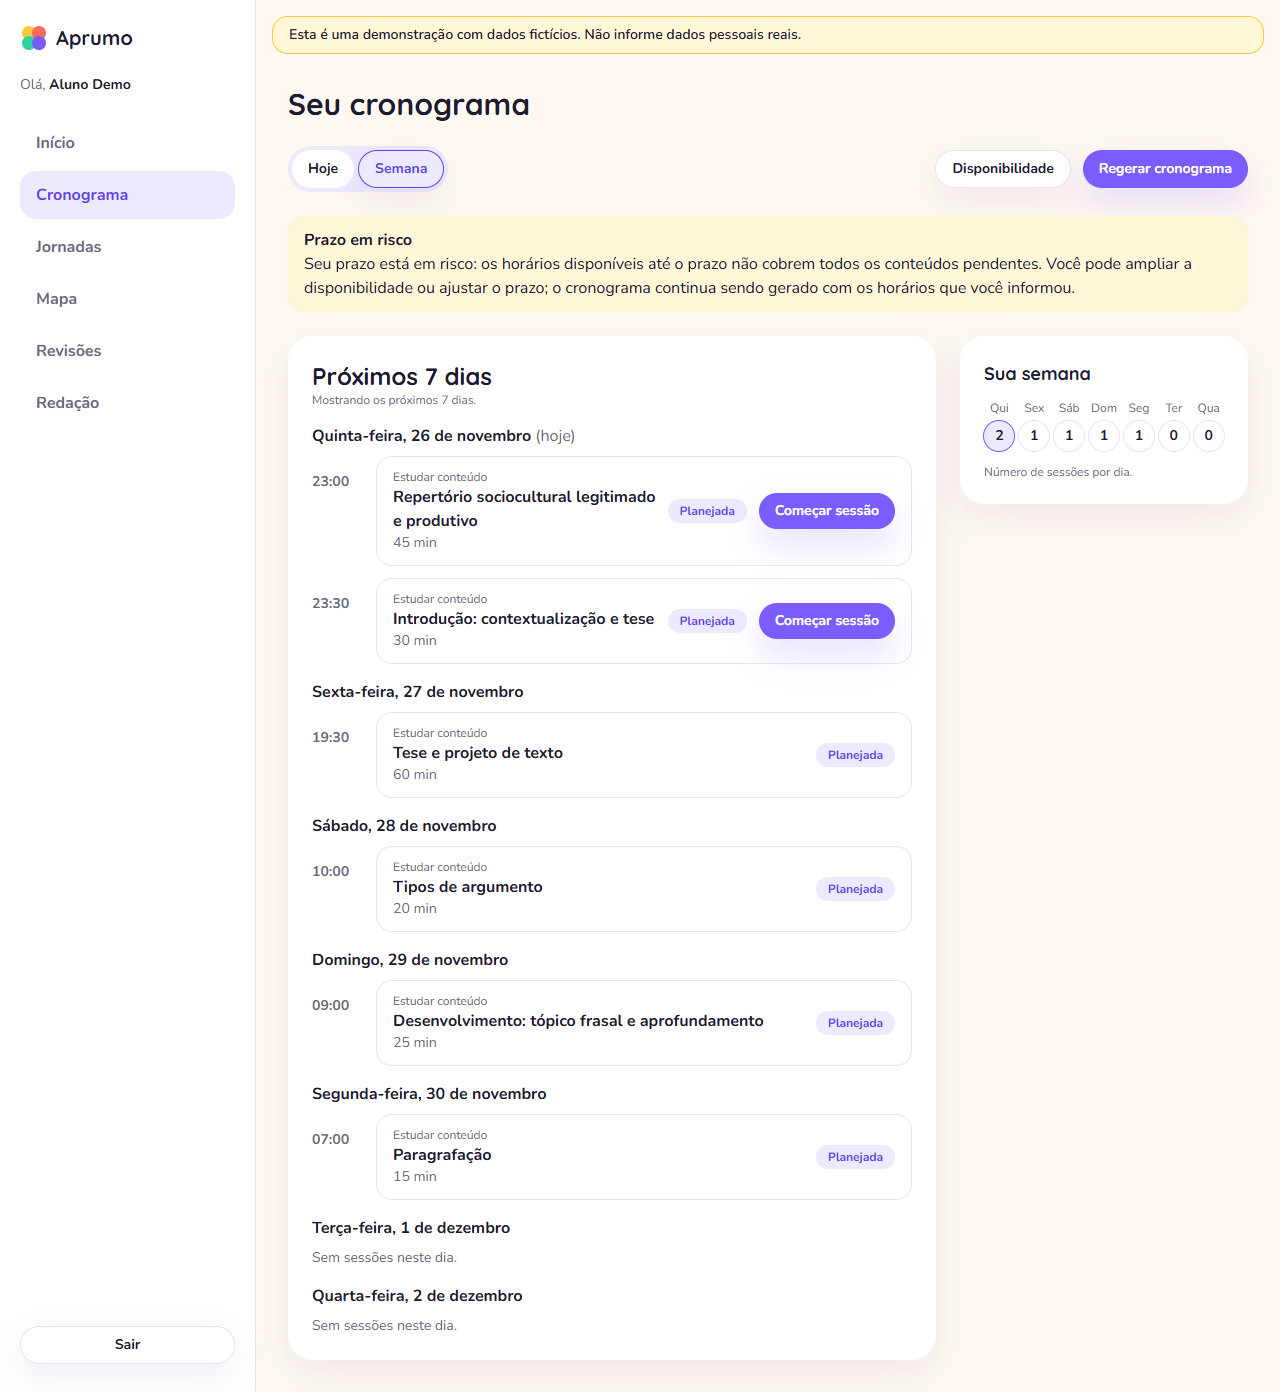 Aprumo
Olá, Aluno Demo
Início
Cronograma
Jornadas
Mapa
Revisões
Redação
Sair
Esta é uma demonstração com dados fictícios. Não informe dados pessoais reais.
Seu cronograma
Hoje
Semana
Disponibilidade
Regerar cronograma
Prazo em risco
Seu prazo está em risco: os horários disponíveis até o prazo não cobrem todos os conteúdos pendentes. Você pode ampliar a
disponibilidade ou ajustar o prazo; o cronograma continua sendo gerado com os horários que você informou.
Próximos 7 dias
Mostrando os próximos 7 dias.
Quinta-feira, 26 de novembro (hoje)
23:00
Estudar conteúdo
Repertório sociocultural legitimado
e produtivo
45 min
Planejada
Começar sessão
23:30
Estudar conteúdo
Introdução: contextualização e tese
30 min
Planejada
Começar sessão
Sexta-feira, 27 de novembro
19:30
Estudar conteúdo
Tese e projeto de texto
60 min
Planejada
Sábado, 28 de novembro
10:00
Estudar conteúdo
Tipos de argumento
20 min
Planejada
Domingo, 29 de novembro
09:00
Estudar conteúdo
Desenvolvimento: tópico frasal e aprofundamento
25 min
Planejada
Segunda-feira, 30 de novembro
07:00
Estudar conteúdo
Paragrafação
15 min
Planejada
Terça-feira, 1 de dezembro
Sem sessões neste dia.
Quarta-feira, 2 de dezembro
Sem sessões neste dia.
Sua semana
Qui Sex Sáb Dom Seg Ter Qua
2 1 1 1 1 0 0
Número de sessões por dia.